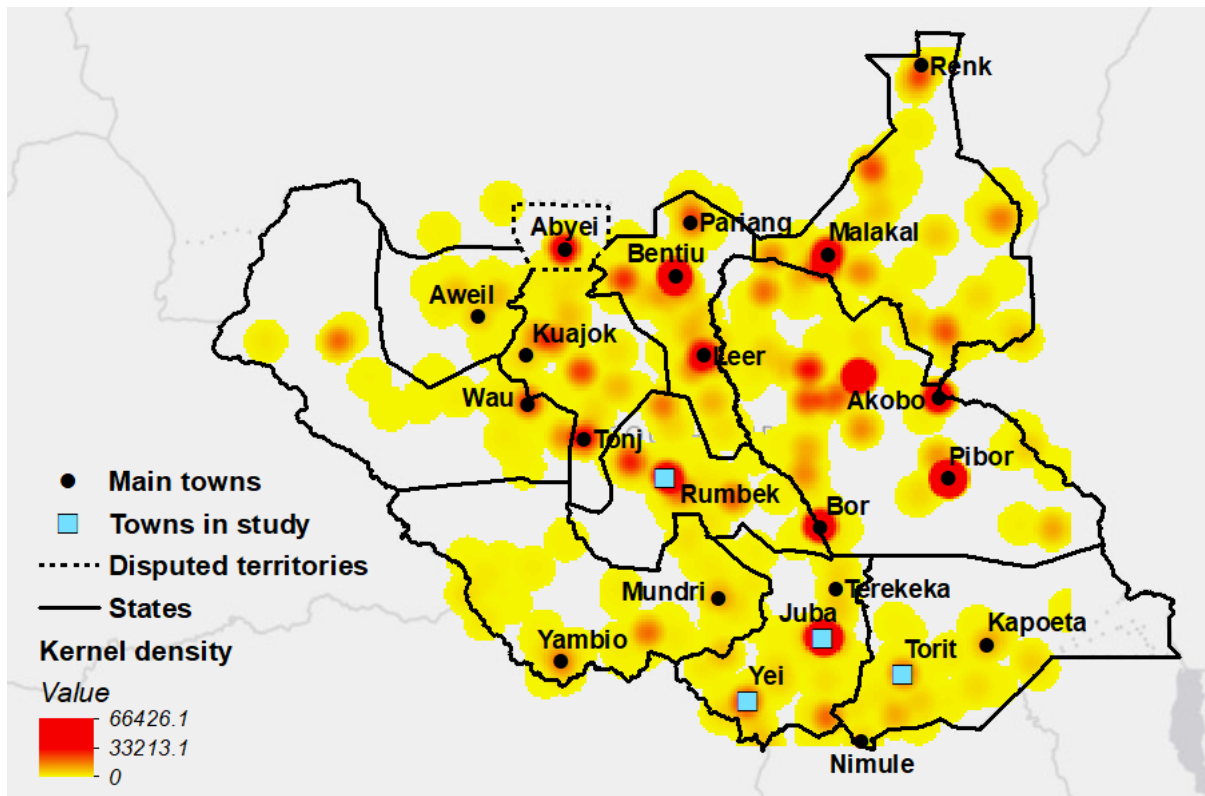 Renk
Abyei
Pariang
Malakal
Bentiu
Aweil
Kuajok
Leer
Wau
Akobo
Tonj
Pibor
Main towns
Rumbek
Bor
Towns in study
Disputed territories
Mundri
Terekeka
States
Juba
Kapoeta
Kernel density
Yambio
Torit
Yei
Value
66426.1
33213.1
0
Nimule